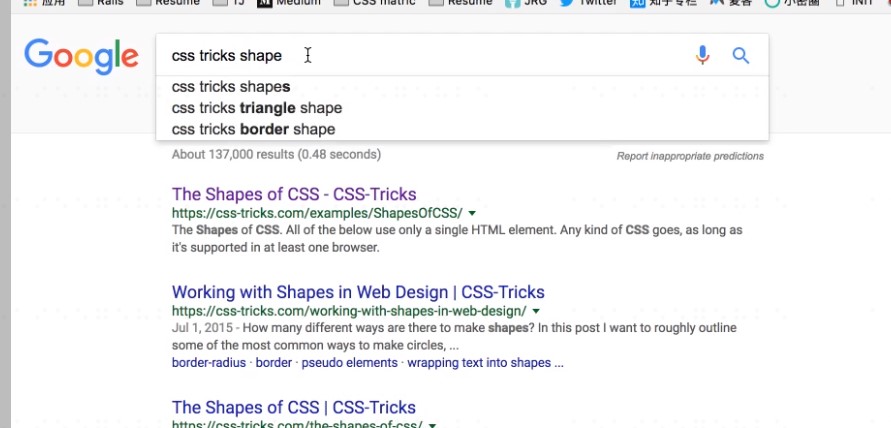 应用 Rails Resume TJ Medium CSS matric Resume JRG Twitter 知乎专栏 麦客 小密圈 INIT
Google
css tricks shape
css tricks shapes
css tricks triangle shape
css tricks border shape
About 137,000 results (0.48 seconds)
Report inappropriate predictions
The Shapes of CSS - CSS-Tricks
https://css-tricks.com/examples/ShapesOfCSS/
The Shapes of CSS. All of the below use only a single HTML element. Any kind of CSS goes, as long as
it's supported in at least one browser.
Working with Shapes in Web Design | CSS-Tricks
https://css-tricks.com/working-with-shapes-in-web-design/
Jul 1, 2015 - How many different ways are there to make shapes? In this post I want to roughly outline
some of the most common ways to make circles, ...
border-radius · border · pseudo elements · wrapping text into shapes ...
The Shapes of CSS | CSS-Tricks
https://css-tricks.com/the-shapes-of-css/